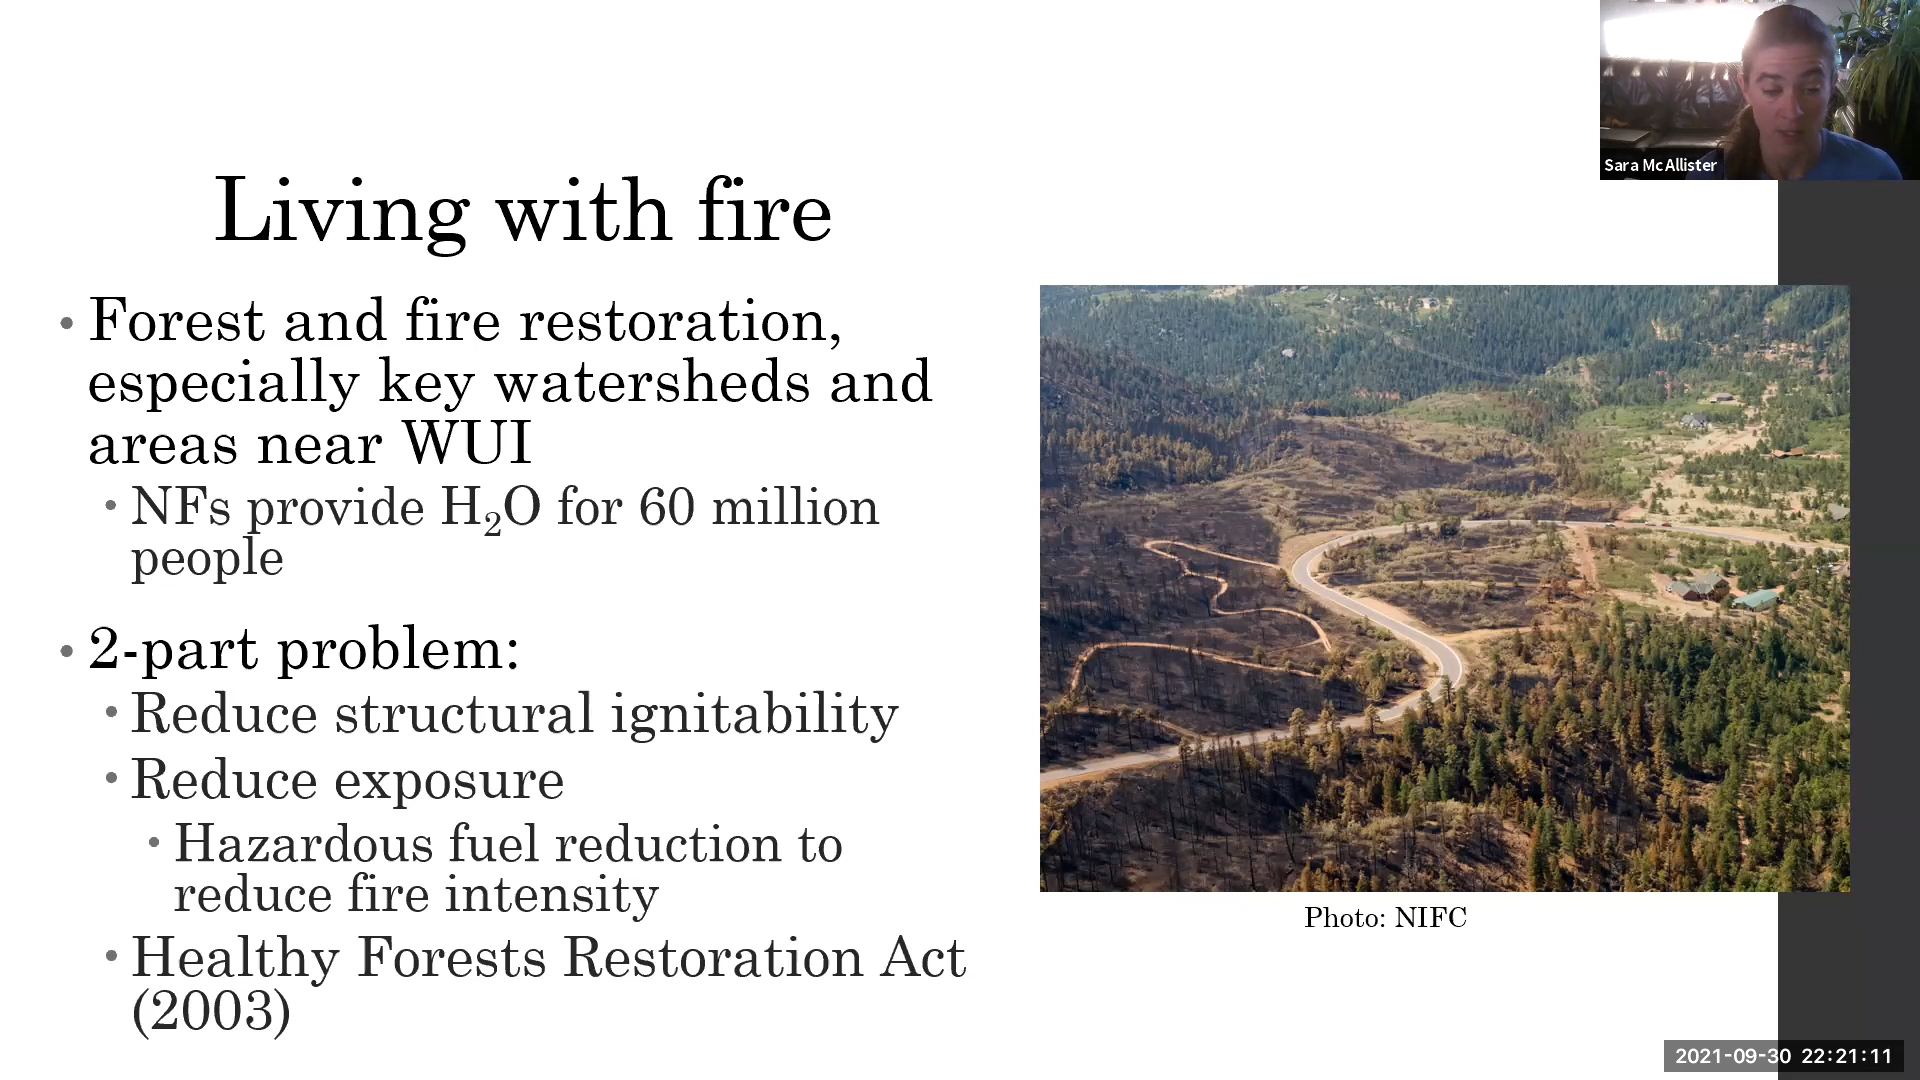 Sara McAllister
Living with fire
• Forest and fire restoration,
especially key watersheds and
areas near WUI
• NFs provide H₂O for 60 million
people
• 2-part problem:
• Reduce structural ignitability
• Reduce exposure
• Hazardous fuel reduction to
reduce fire intensity
• Healthy Forests Restoration Act
(2003)
Photo: NIFC
2021-09-30 22:21:11